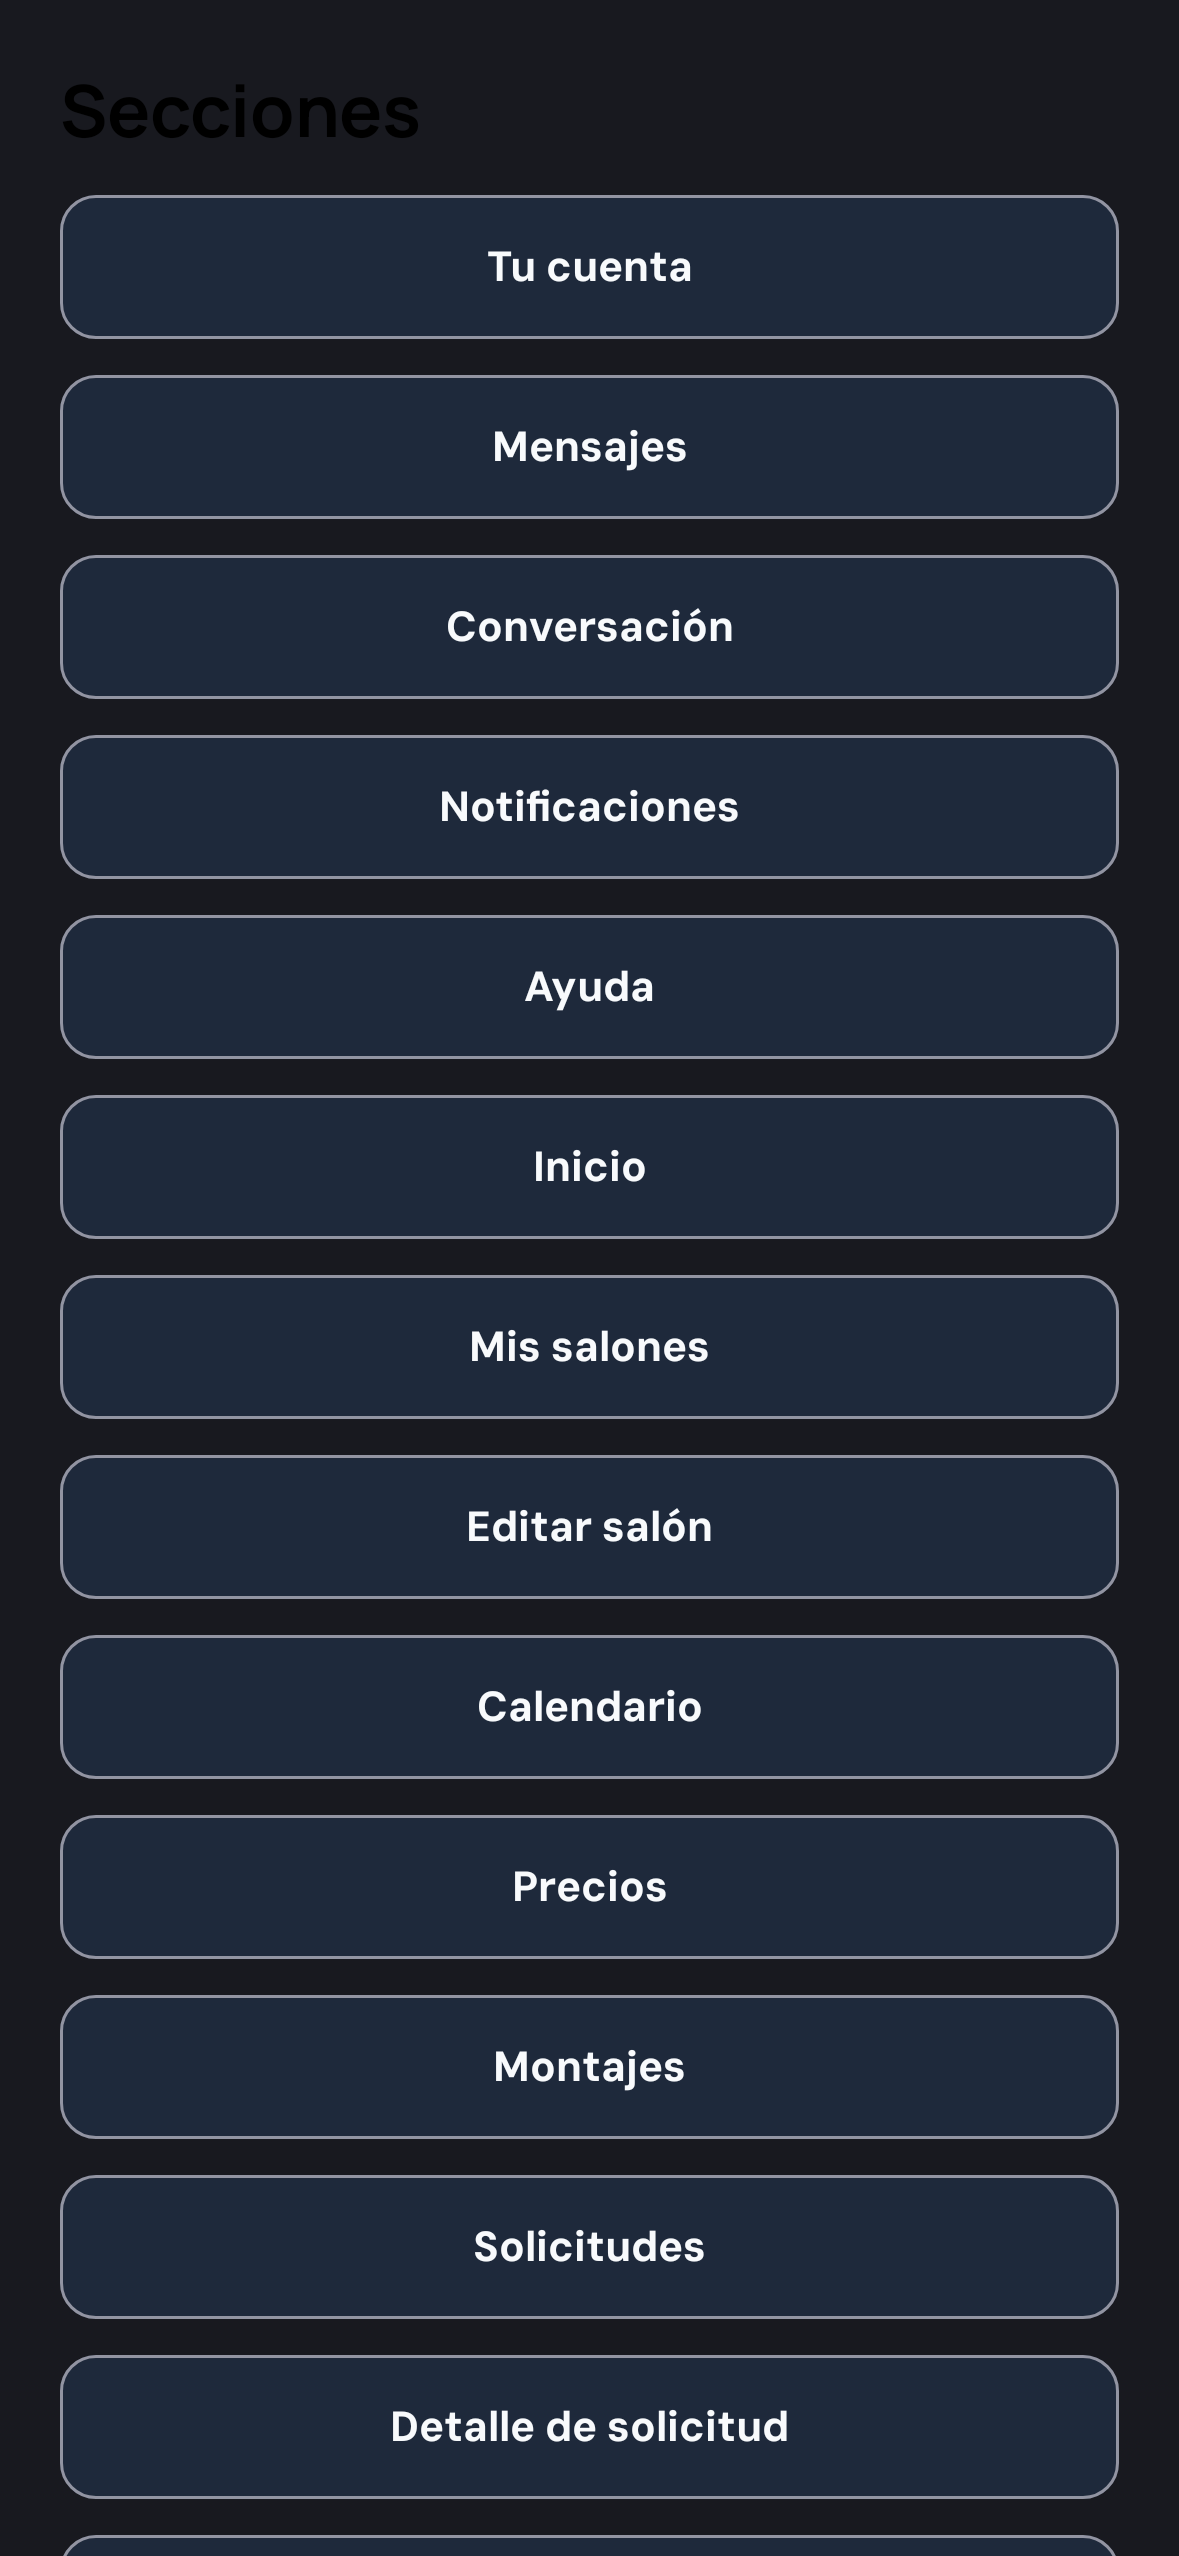 Secciones
Tu cuenta
Mensajes
Conversación
Notificaciones
Ayuda
Inicio
Mis salones
Editar salón
Calendario
Precios
Montajes
Solicitudes
Detalle de solicitud